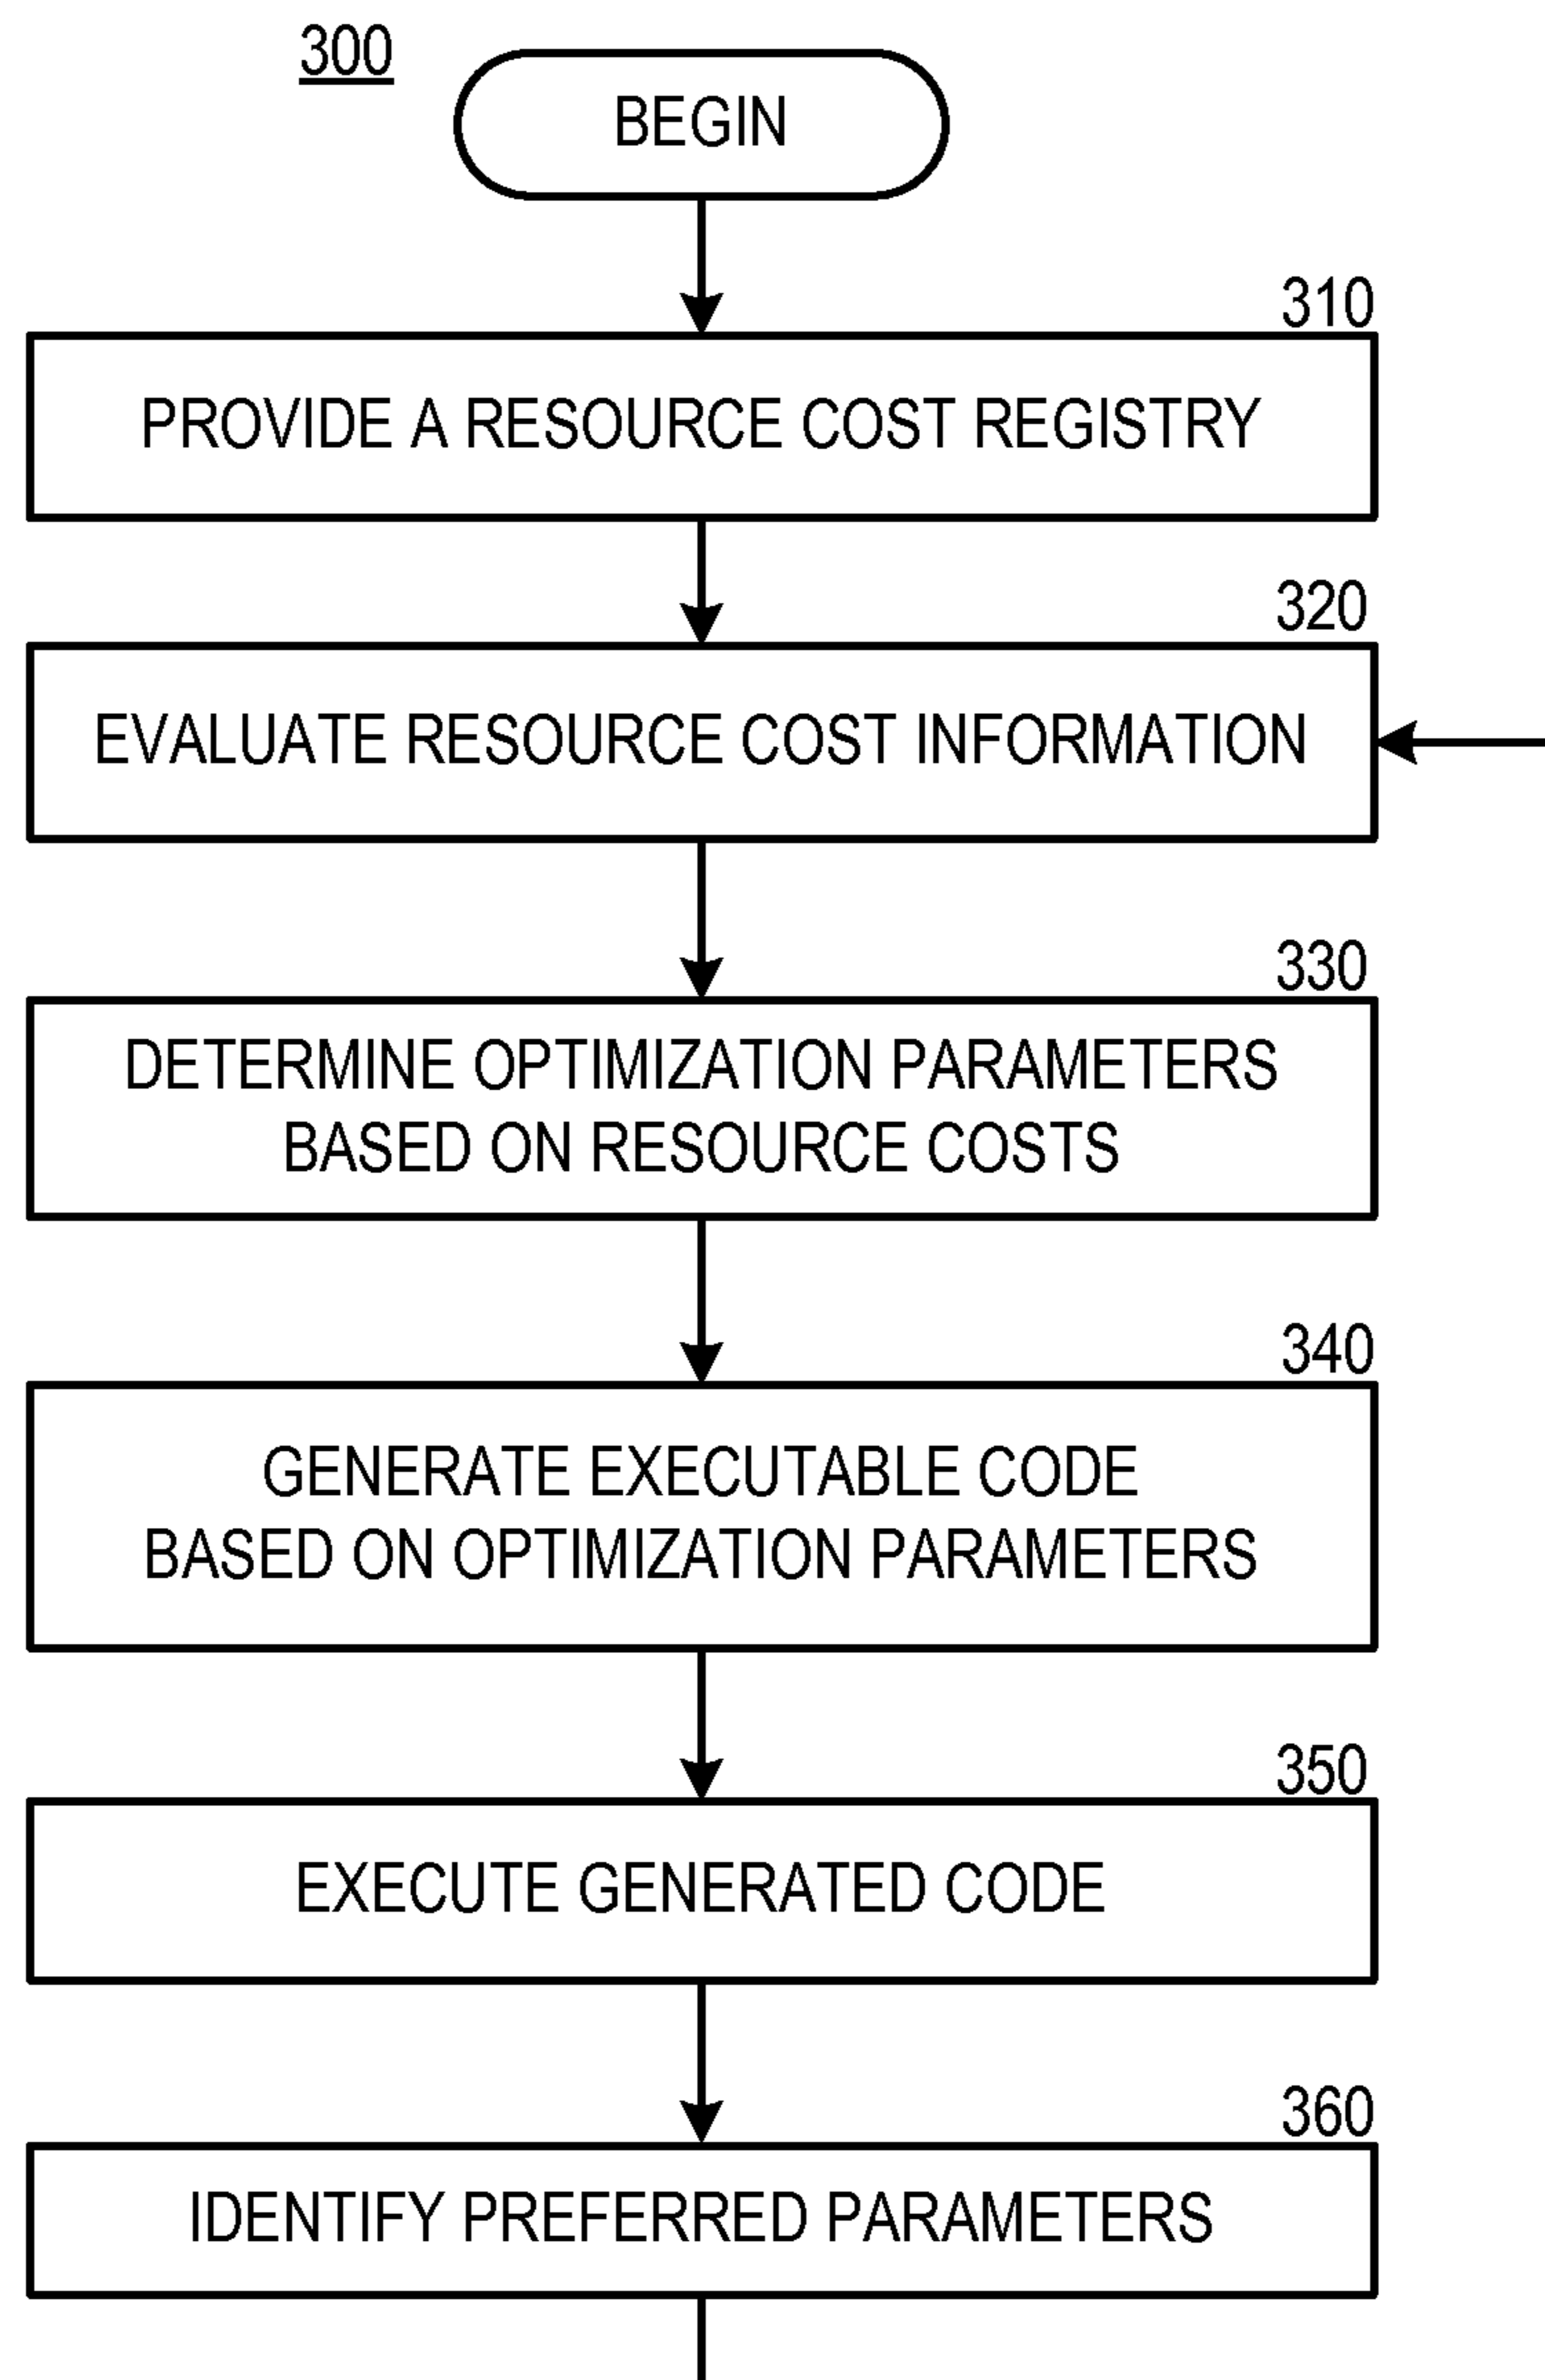 300
BEGIN
310
PROVIDE A RESOURCE COST REGISTRY
320
EVALUATE RESOURCE COST INFORMATION
330
DETERMINE OPTIMIZATION PARAMETERS
BASED ON RESOURCE COSTS
340
GENERATE EXECUTABLE CODE
BASED ON OPTIMIZATION PARAMETERS
350
EXECUTE GENERATED CODE
360
IDENTIFY PREFERRED PARAMETERS